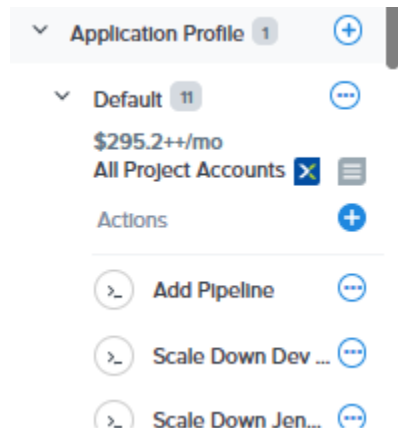 Application Profile 1
Default 11
$295.2++/mo
All Project Accounts
Actions
>_ Add Pipeline
>_ Scale Down Dev ...
>_ Scale Down Jen...